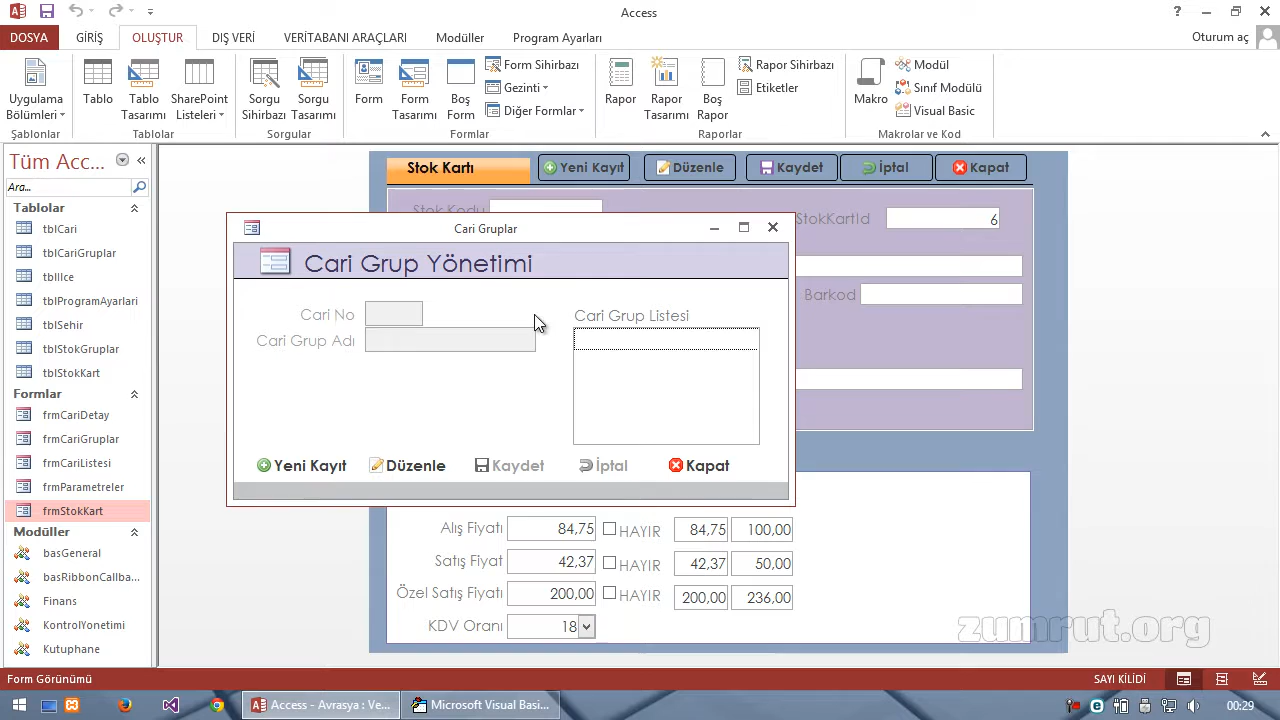 Access
DOSYA GİRİŞ OLUŞTUR DIŞ VERİ VERİTABANI ARAÇLARI Modüller Program Ayarları Oturum aç
Uygulama Bölümleri
Tablo
Tablo Tasarımı
SharePoint Listeleri
Sorgu Sihirbazı
Sorgu Tasarımı
Form
Form Tasarımı
Boş Form
Form Sihirbazı
Gezinti
Diğer Formlar
Rapor
Rapor Tasarımı
Boş Rapor
Rapor Sihirbazı
Etiketler
Makro
Modül
Sınıf Modülü
Visual Basic
Şablonlar Tablolar Sorgular Formlar Raporlar Makrolar ve Kod
Tüm Acc...
Ara...
Tablolar
tblCari
tblCariGruplar
tblIlce
tblProgramAyarlari
tblSehir
tblStokGruplar
tblStokKart
Formlar
frmCariDetay
frmCariGruplar
frmCariListesi
frmParametreler
frmStokKart
Modüller
basGeneral
basRibbonCallba...
Finans
KontrolYonetimi
Kutuphane
Stok Kartı Yeni Kayıt Düzenle Kaydet İptal Kapat
Stok Kodu
StokKartId 6
Barkod
Cari Gruplar
Cari Grup Yönetimi
Cari No
Cari Grup Adı
Cari Grup Listesi
Yeni Kayıt Düzenle Kaydet İptal Kapat
Alış Fiyatı 84,75 HAYIR 84,75 100,00
Satış Fiyat 42,37 HAYIR 42,37 50,00
Özel Satış Fiyatı 200,00 HAYIR 200,00 236,00
KDV Oranı 18
zumrut.org
Form Görünümü SAYI KİLİDİ
Access - Avrasya : Ve... Microsoft Visual Basi... 00:29